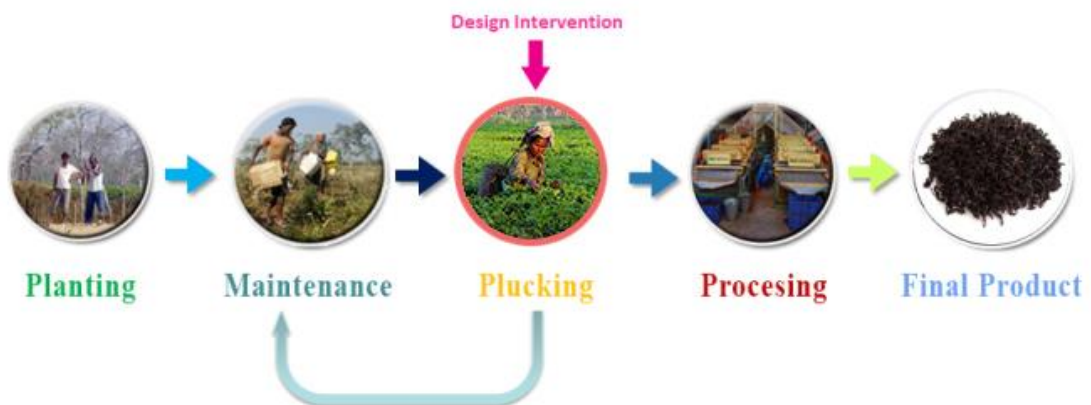 Design Intervention
Planting
Maintenance
Plucking
Procesing
Final Product